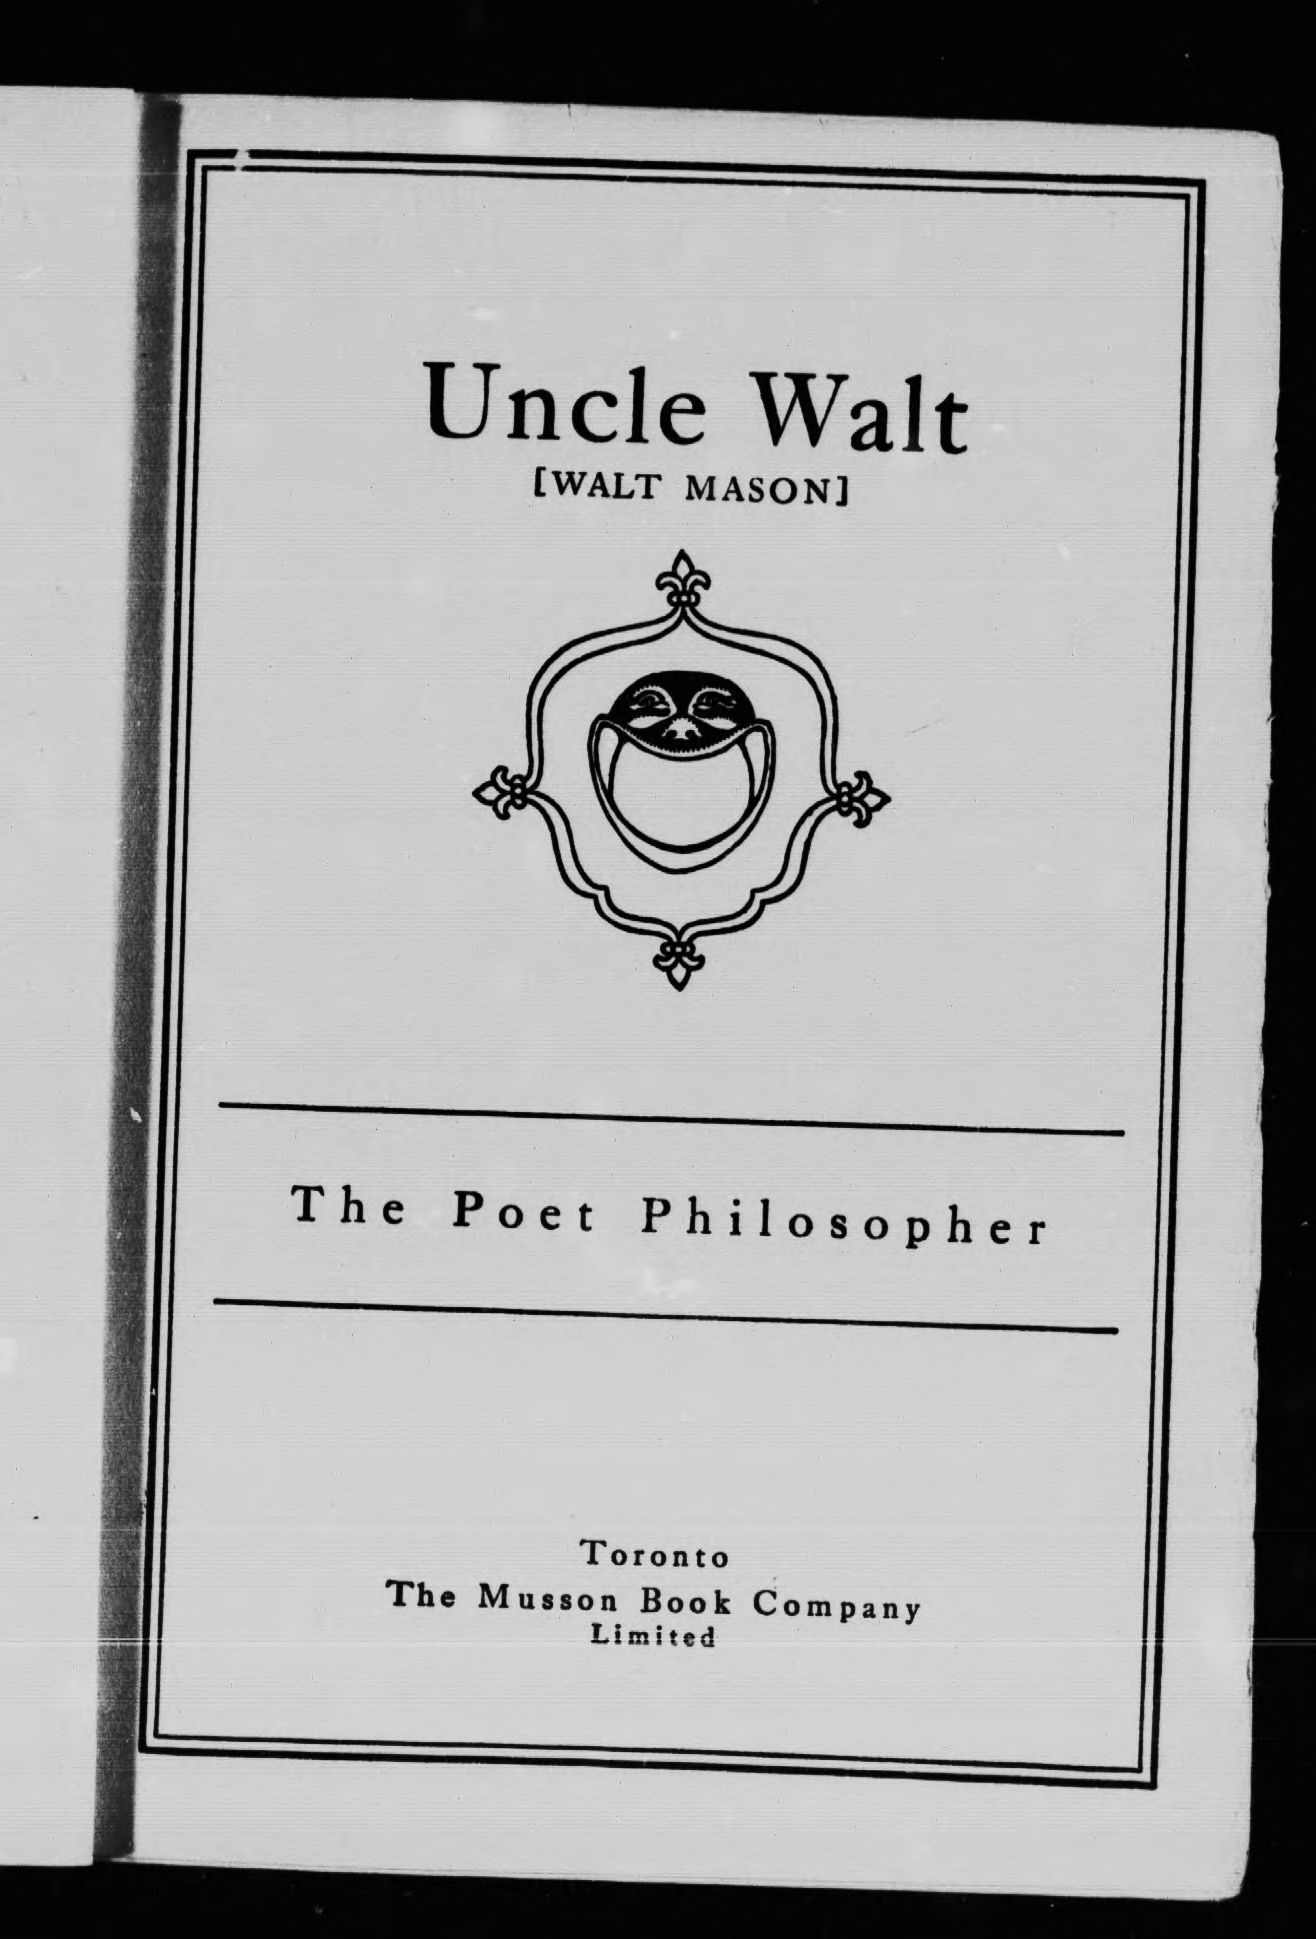 Uncle Walt
[WALT MASON]
The Poet Philosopher
Toronto
The Musson Book Company
Limited